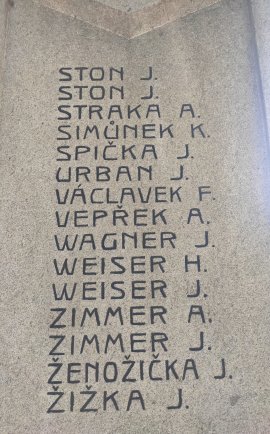 STON J.
STON J.
STRAKA A.
SIMŮNEK K.
SPIČKA J.
URBAN J.
VÁCLAVEK F.
VEPŘEK A.
WAGNER J.
WEISER H.
WEISER J.
ZIMMER A.
ZIMMER J.
ŽENOŽIČKA J.
ŽIŽKA J.